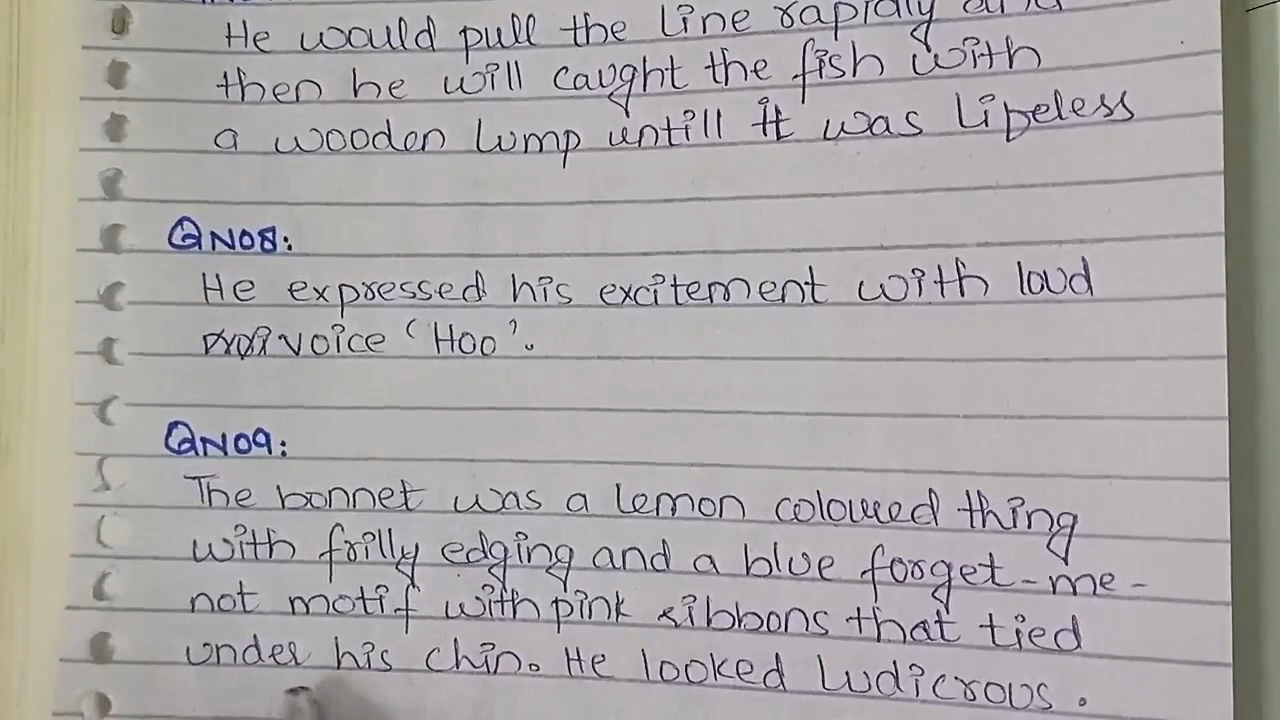 He would pull the line rapidly and
then he will caught the fish with
a wooden lump untill it was lifeless
QNO8:
He expressed his excitement with loud
voice ‘Hoo’.
QNO9:
The bonnet was a lemon coloured thing
with frilly edging and a blue forget-me-
not motif with pink ribbons that tied
under his chin. He looked ludicrous.